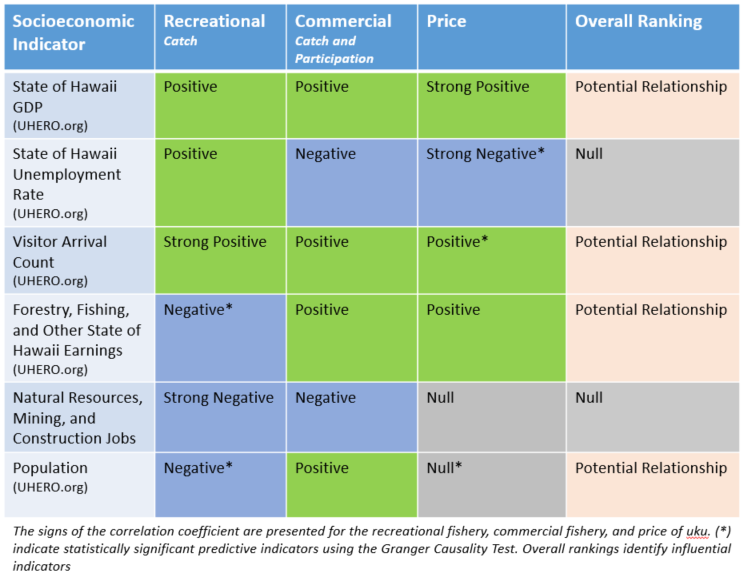 Socioeconomic Indicator Recreational Catch Commercial Catch and Participation Price Overall Ranking
State of Hawaii GDP (UHERO.org) Positive Positive Strong Positive Potential Relationship
State of Hawaii Unemployment Rate (UHERO.org) Positive Negative Strong Negative* Null
Visitor Arrival Count (UHERO.org) Strong Positive Positive Positive* Potential Relationship
Forestry, Fishing, and Other State of Hawaii Earnings (UHERO.org) Negative* Positive Positive Potential Relationship
Natural Resources, Mining, and Construction Jobs Strong Negative Negative Null Null
Population (UHERO.org) Negative* Positive Null* Potential Relationship
The signs of the correlation coefficient are presented for the recreational fishery, commercial fishery, and price of uku. (*)
indicate statistically significant predictive indicators using the Granger Causality Test. Overall rankings identify influential
indicators